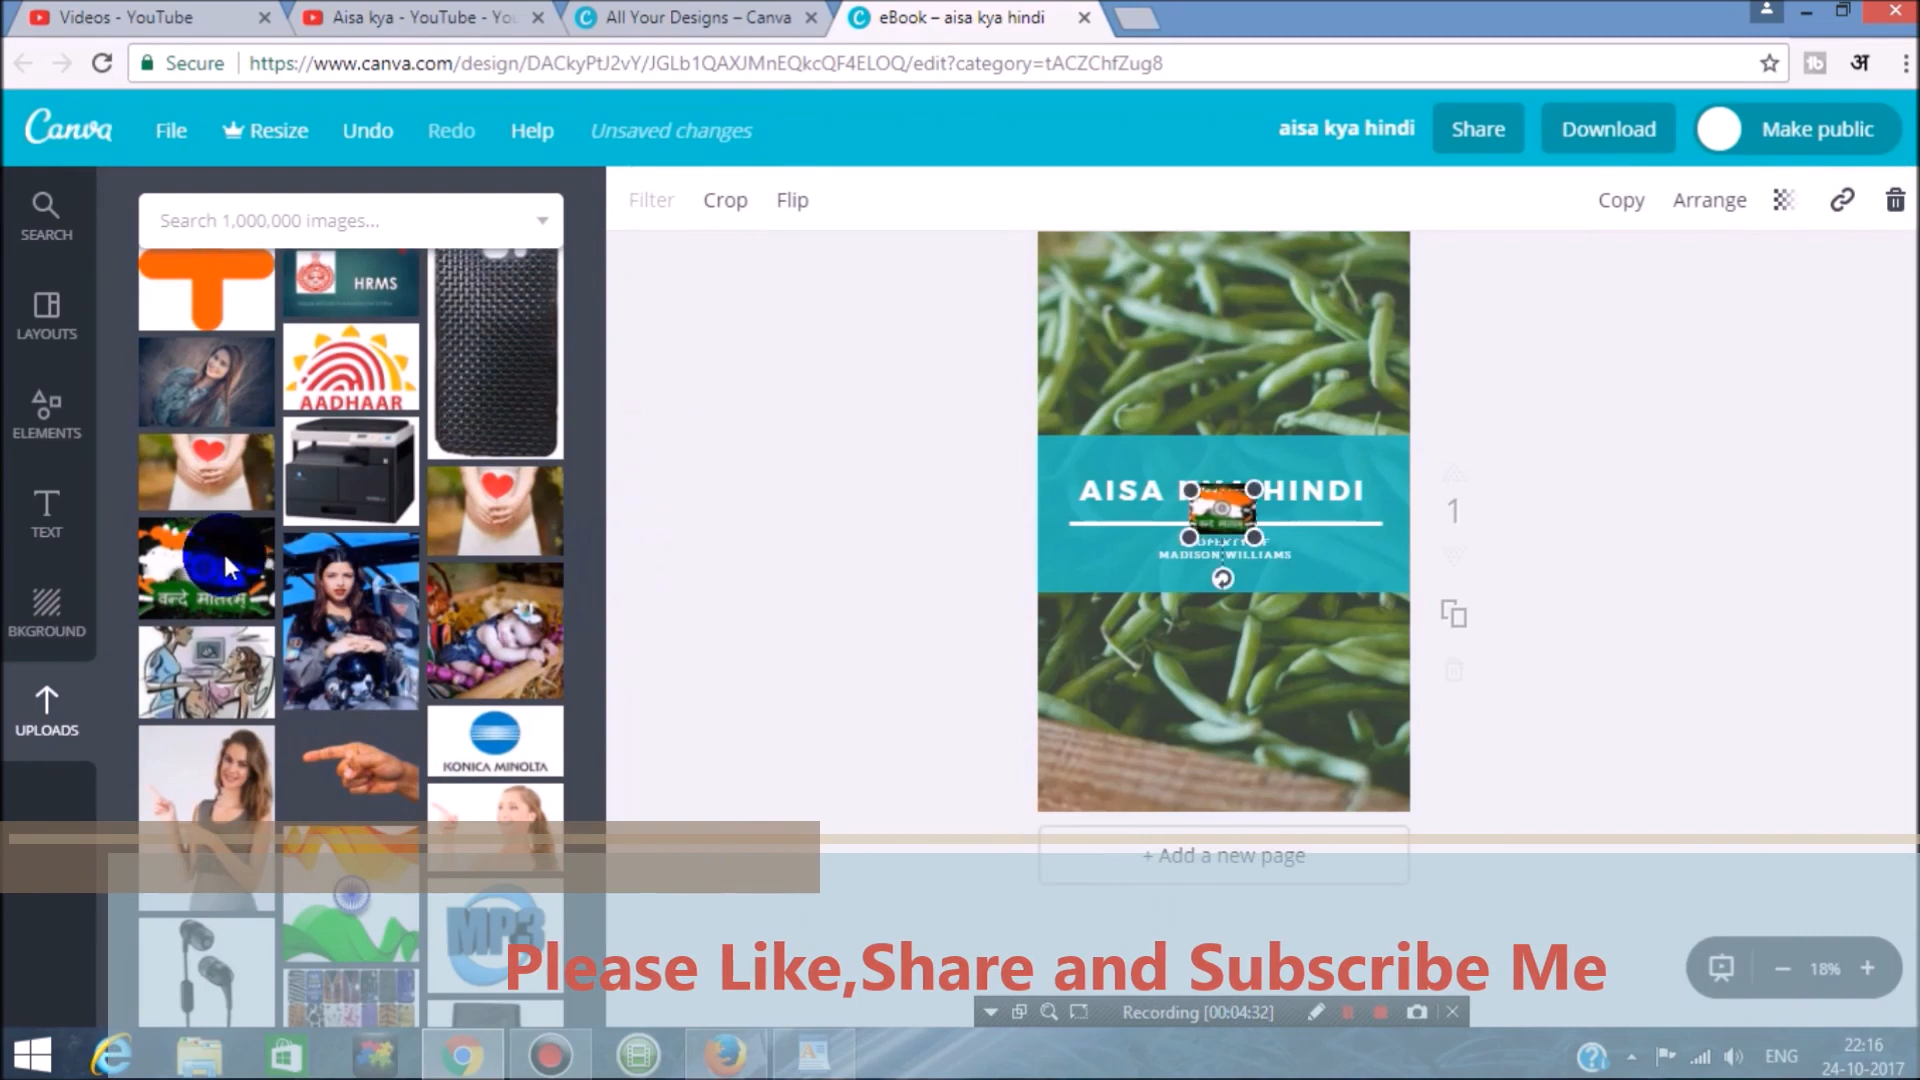 Videos - YouTube
Aisa kya - YouTube - You
All Your Designs – Canva
eBook – aisa kya hindi
Secure
https://www.canva.com/design/DACkyPtJ2vY/JGLb1QAXJMnEQkcQF4ELOQ/edit?category=tACZChfZug8
अ
Canva
File
Resize
Undo
Redo
Help
Unsaved changes
aisa kya hindi
Share
Download
Make public
Filter
Crop
Flip
Copy
Arrange
SEARCH
LAYOUTS
ELEMENTS
TEXT
BKGROUND
UPLOADS
Search 1,000,000 images...
HRMS
AADHAAR
वन्दे मातरम्
KONICA MINOLTA
MP3
AISA HINDI
MADISON WILLIAMS
1
+ Add a new page
18%
Please Like,Share and Subscribe Me
Recording [00:04:32]
ENG
22:16
24-10-2017